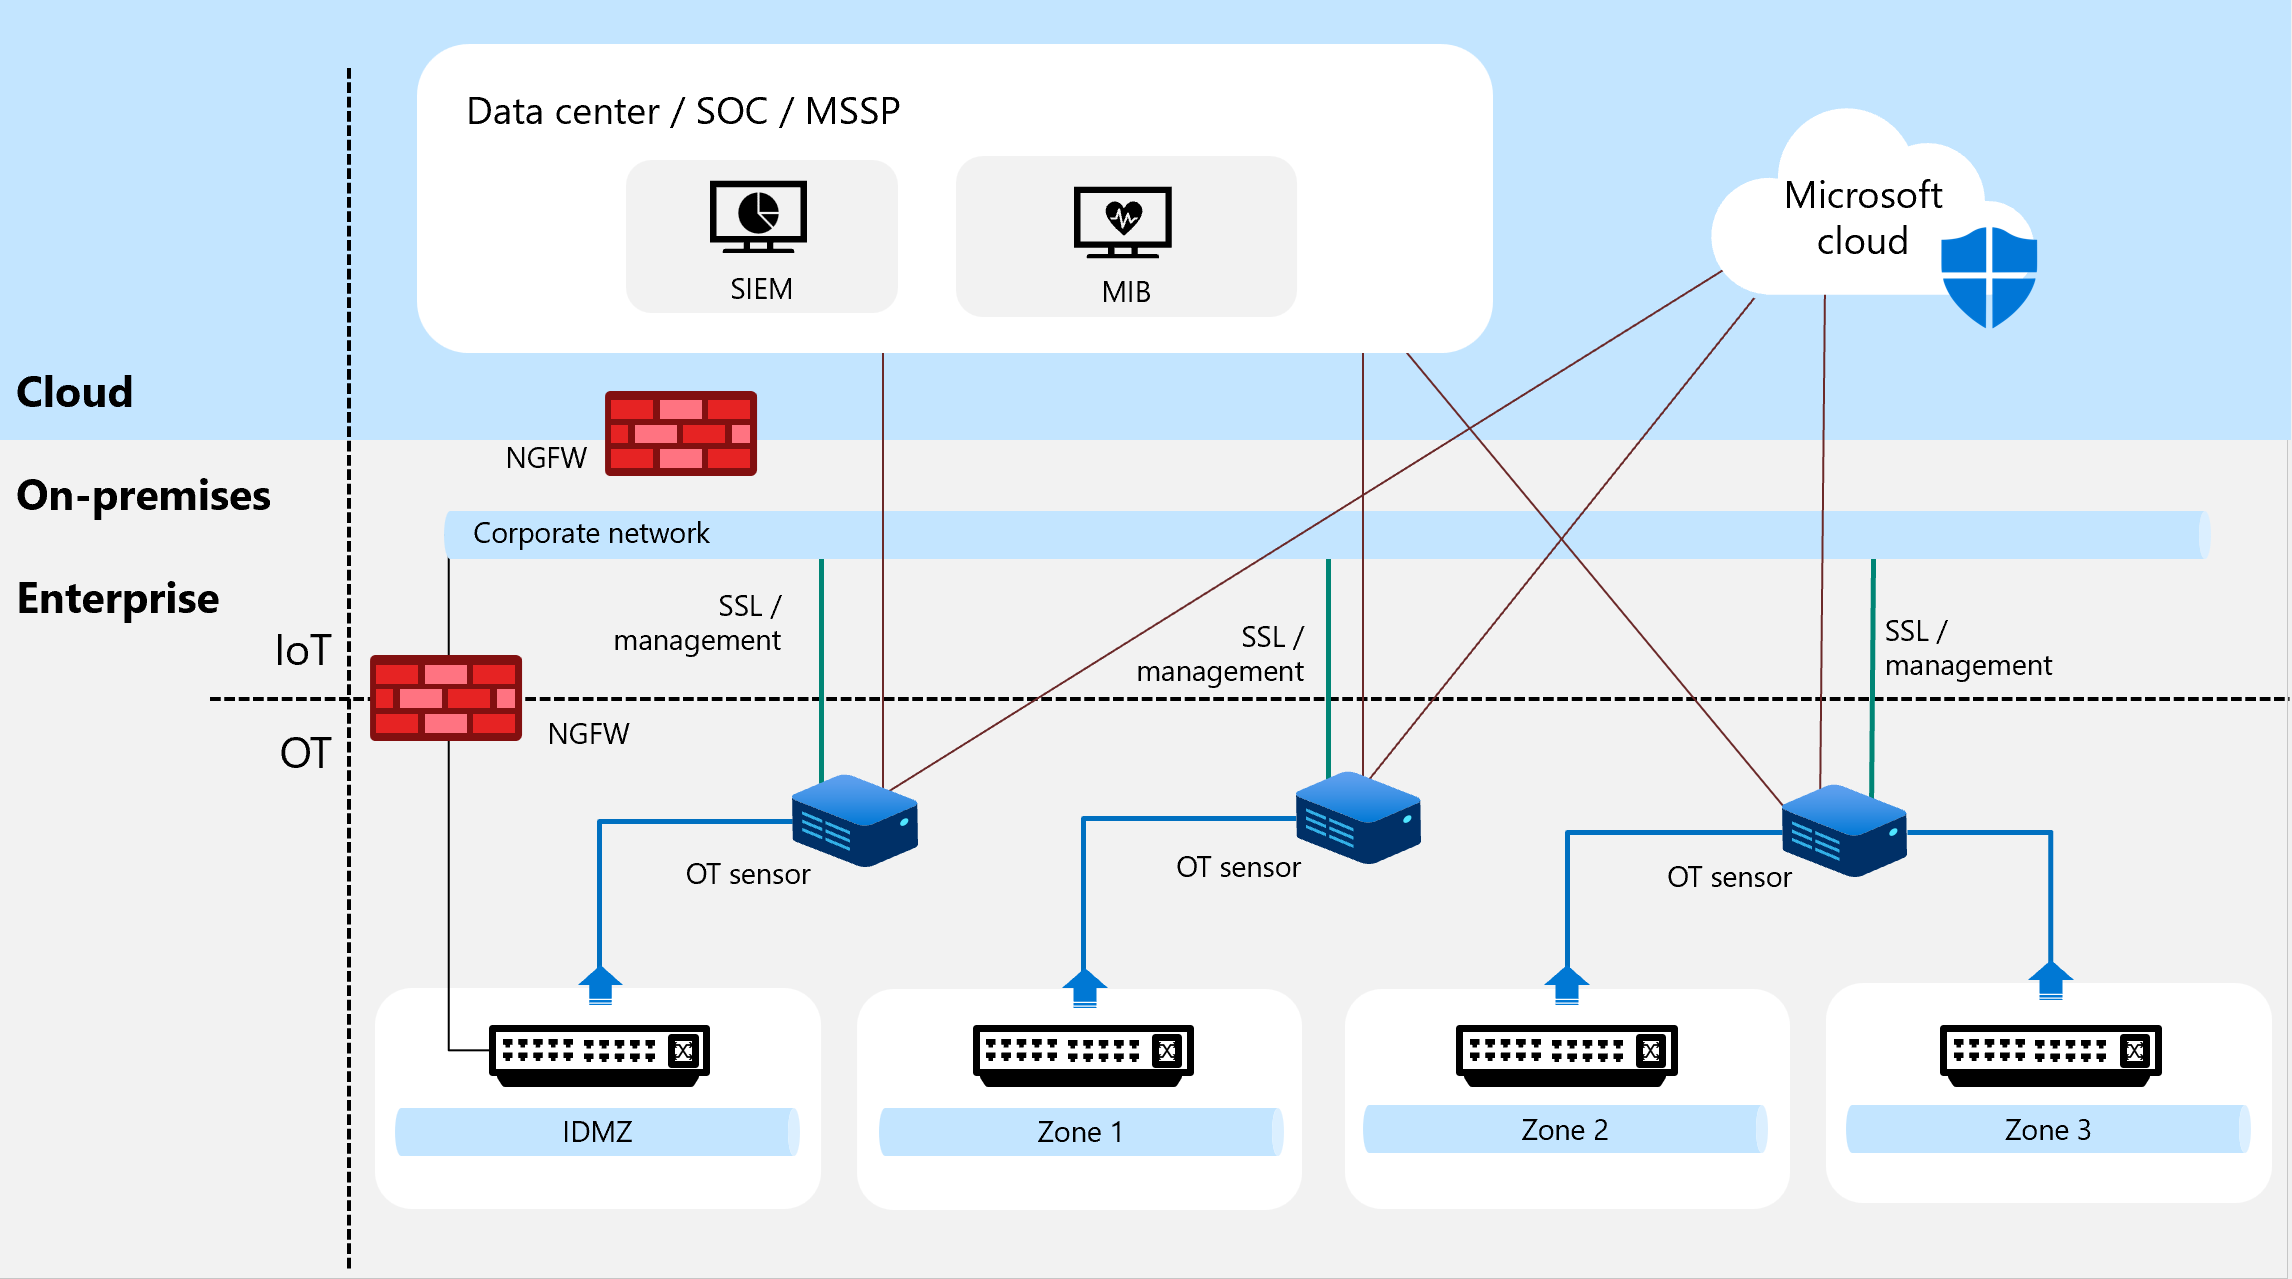 Data center / SOC / MSSP
SIEM
MIB
Microsoft
cloud
Cloud
NGFW
On-premises
Corporate network
Enterprise
SSL /
management
SSL /
management
SSL /
management
IoT
OT
NGFW
OT sensor
OT sensor
OT sensor
IDMZ
Zone 1
Zone 2
Zone 3